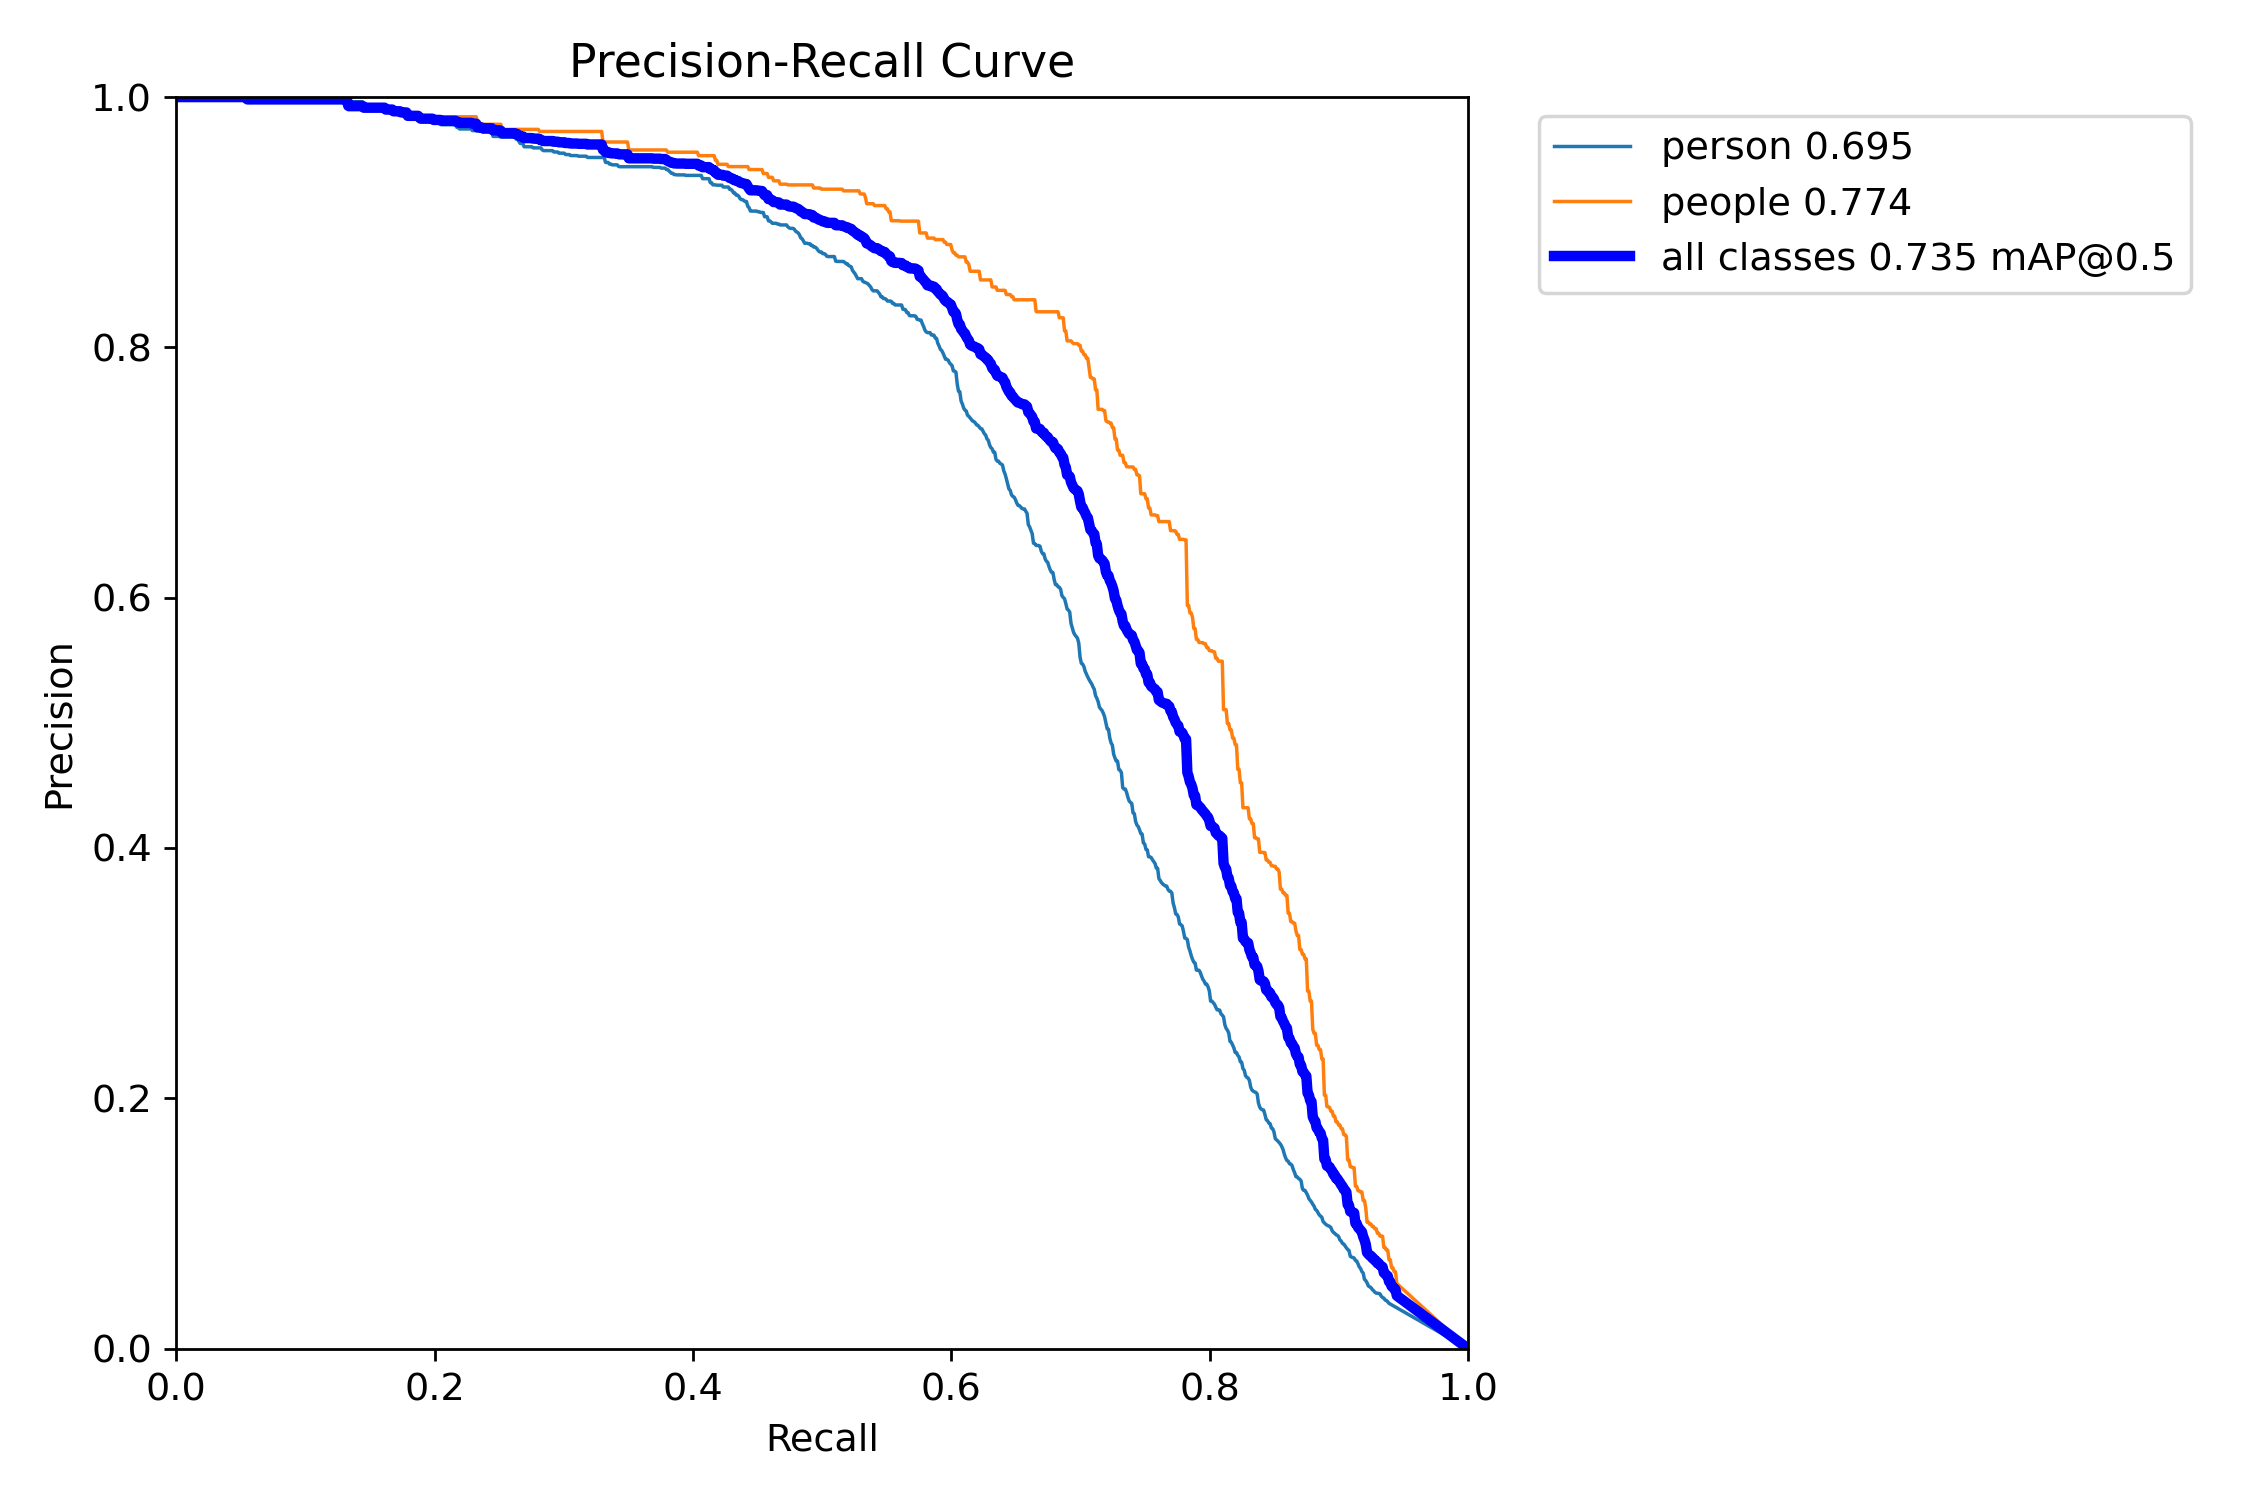 Precision-Recall Curve
person 0.695
people 0.774
all classes 0.735 mAP@0.5
1.0
0.8
0.6
0.4
0.2
0.0
Precision
0.0 0.2 0.4 0.6 0.8 1.0
Recall